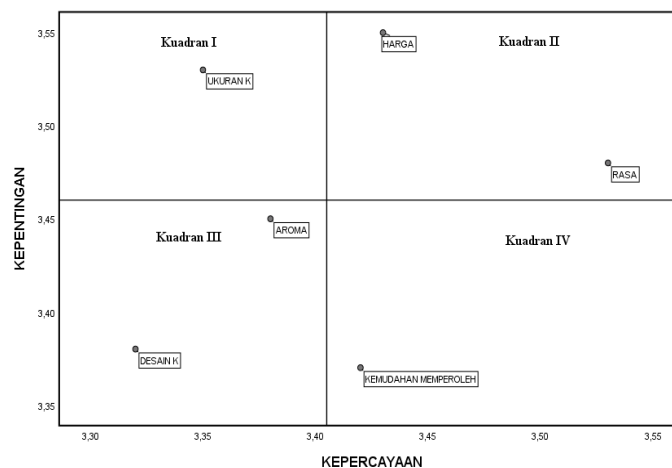 3,55
Kuadran I
HARGA
Kuadran II
UKURAN K
3,50
RASA
KEPENTINGAN
3,45
Kuadran III
AROMA
Kuadran IV
3,40
DESAIN K
KEMUDAHAN MEMPEROLEH
3,35
3,30 3,35 3,40 3,45 3,50 3,55
KEPERCAYAAN